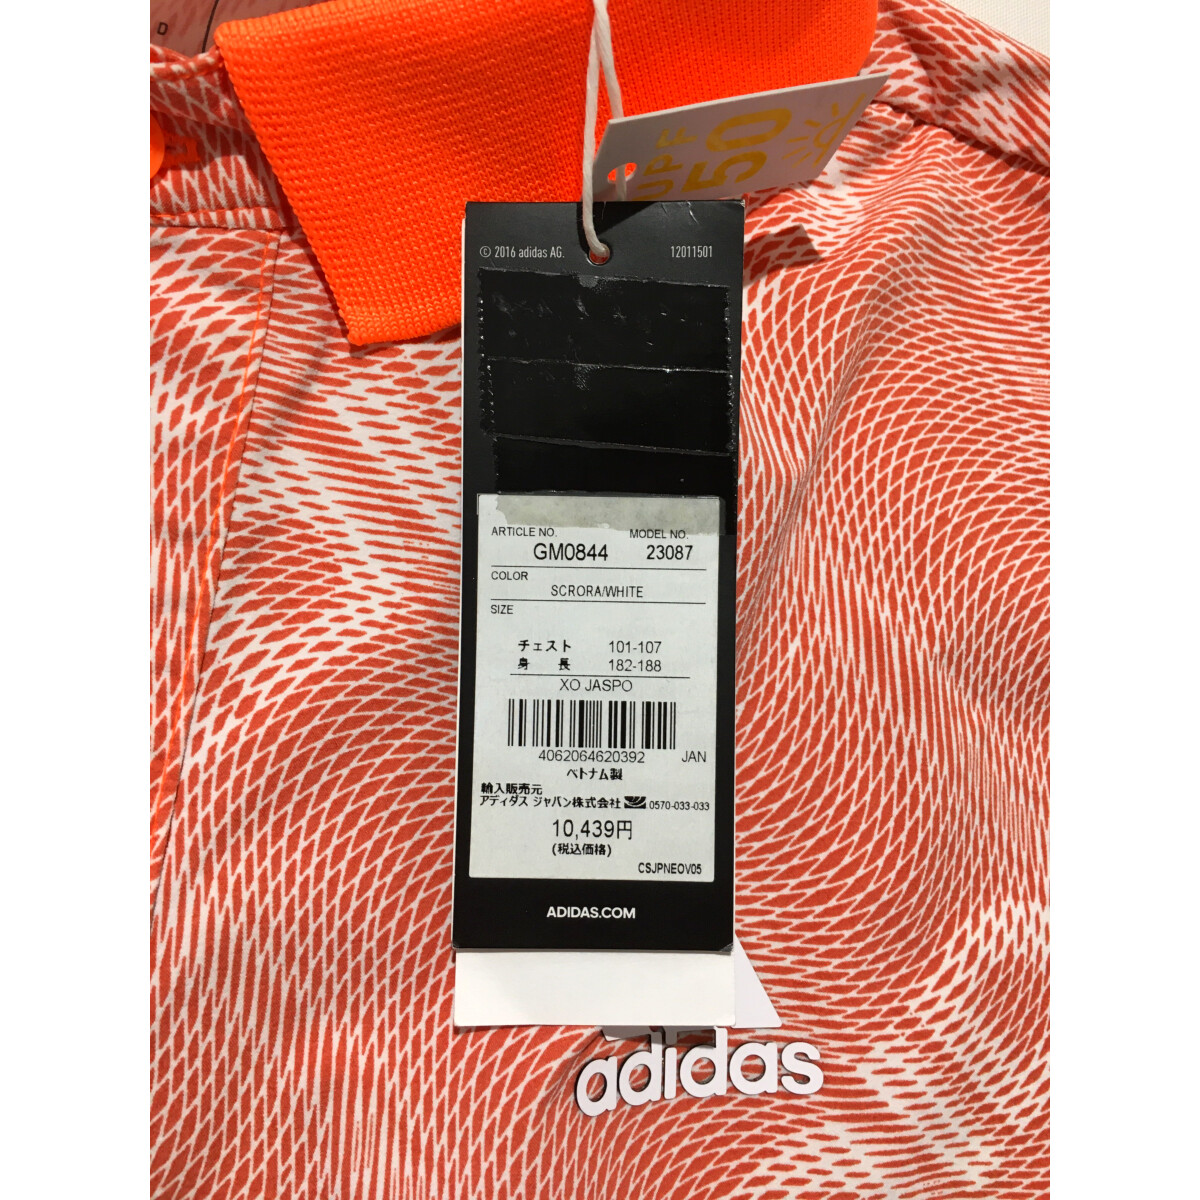 D
UPF
50
© 2016 adidas AG. 12011501
ARTICLE NO. MODEL NO.
GM0844 23087
COLOR
SCRORA/WHITE
SIZE
チェスト 101-107
身 長 182-188
XO JASPO
4062064620392 JAN
ベトナム製
輸入販売元
アディダス ジャパン株式会社 0570-033-033
10,439円
(税込価格)
CSJPNEOV05
ADIDAS.COM
adidas